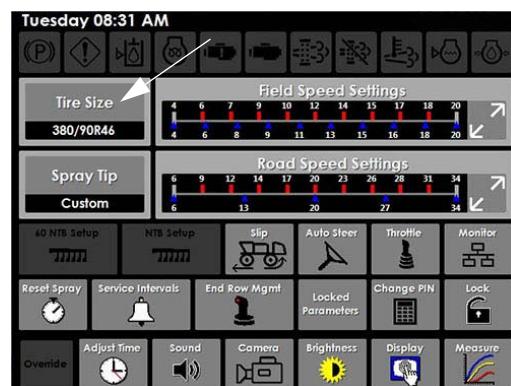 Tuesday 08:31 AM
(P)
Tire Size
380/90R46
Field Speed Settings
4 6 7 9 10 12 14 15 17 18 20
4 6 8 9 11 13 15 16 18 20
Spray Tip
Custom
Road Speed Settings
6 9 12 14 17 20 23 26 28 31 34
6 13 20 27 34
60 NTB Setup
NTB Setup
Slip
Auto Steer
Throttle
Monitor
Reset Spray
Service Intervals
End Row Mgmt
Locked
Parameters
Change PIN
Lock
Override
Adjust Time
Sound
Camera
Brightness
Display
Measure